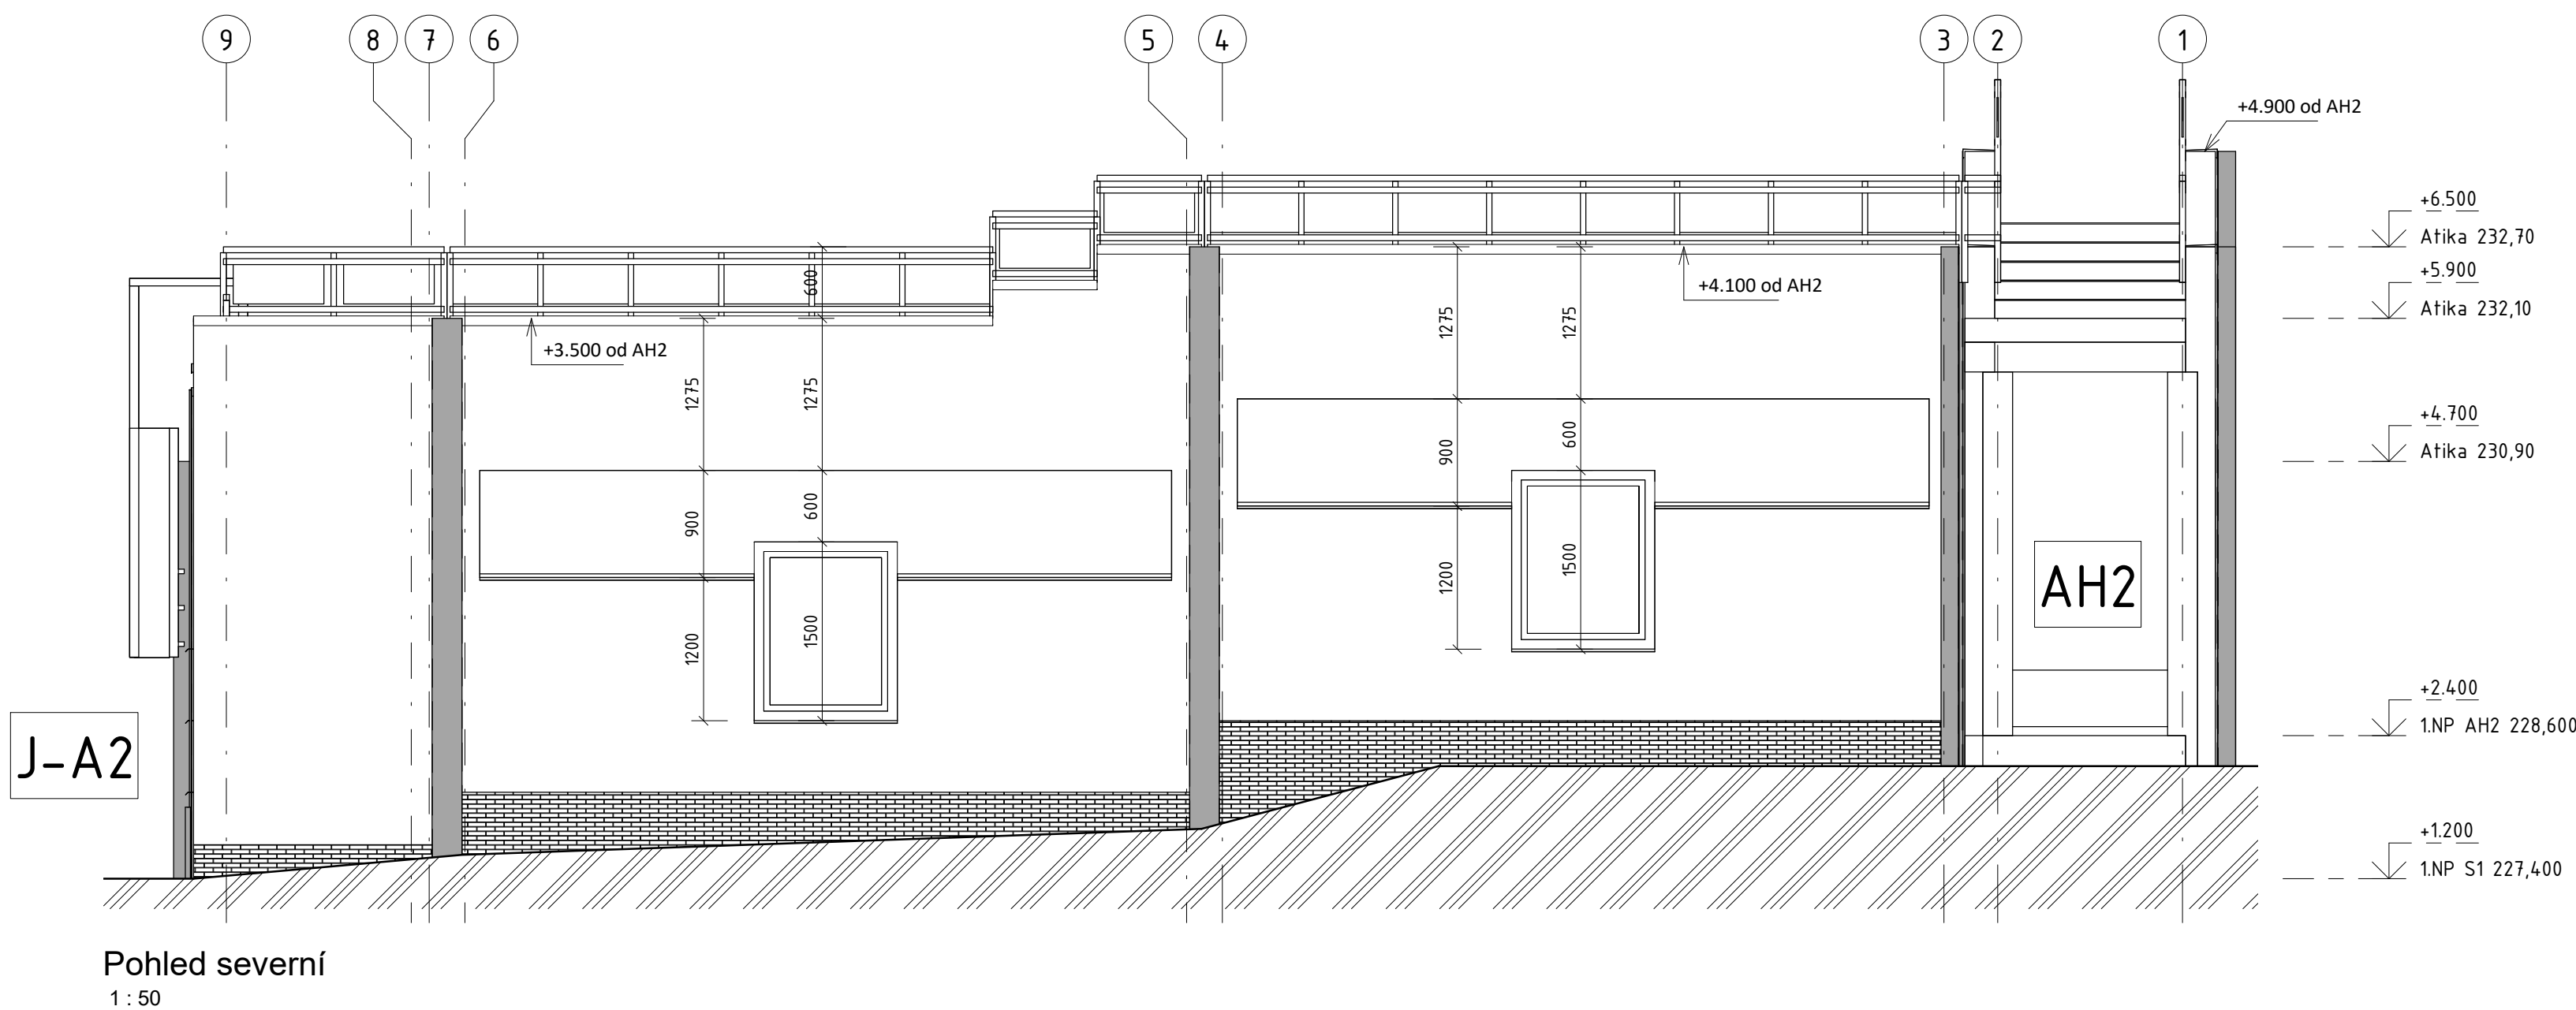 9 8 7 6 5 4 3 2 1
+4.900 od AH2
+6.500
Atika 232,70
+5.900
Atika 232,10
600
+4.100 od AH2
+3.500 od AH2
1275
1275
1275
1275
+4.700
Atika 230,90
900
600
900
600
1200
1500
1200
1500
AH2
+2.400
1.NP AH2 228,600
J-A2
+1.200
1.NP S1 227,400
Pohled severní
1 : 50